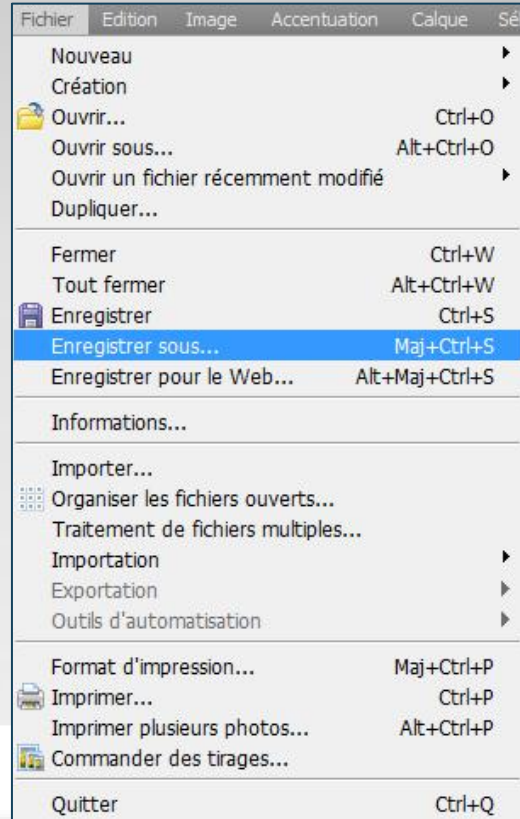 Fichier Edition Image Accentuation Calque Sé
Nouveau
Création
Ouvrir... Ctrl+O
Ouvrir sous... Alt+Ctrl+O
Ouvrir un fichier récemment modifié
Dupliquer...
Fermer Ctrl+W
Tout fermer Alt+Ctrl+W
Enregistrer Ctrl+S
Enregistrer sous... Maj+Ctrl+S
Enregistrer pour le Web... Alt+Maj+Ctrl+S
Informations...
Importer...
Organiser les fichiers ouverts...
Traitement de fichiers multiples...
Importation
Exportation
Outils d'automatisation
Format d'impression... Maj+Ctrl+P
Imprimer... Ctrl+P
Imprimer plusieurs photos... Alt+Ctrl+P
Commander des tirages...
Quitter Ctrl+Q